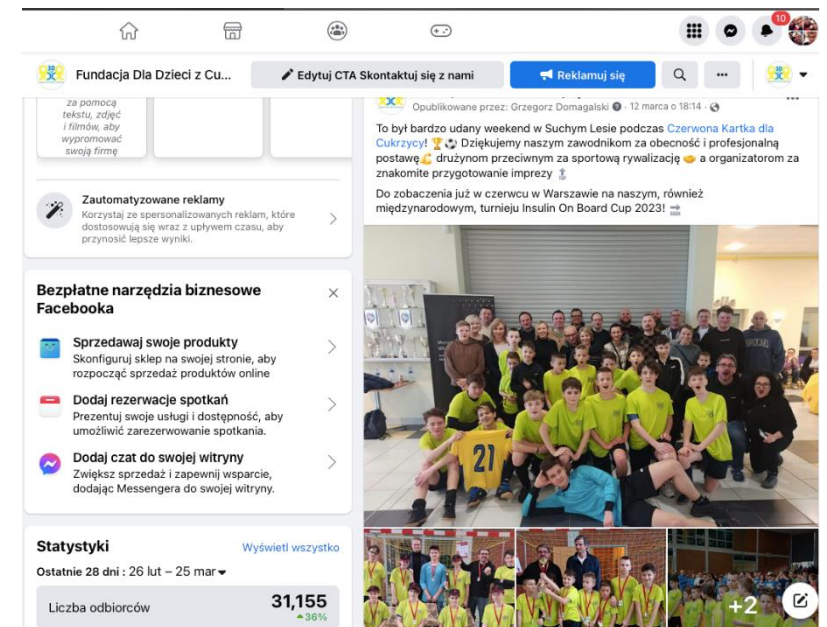 10
Fundacja Dla Dzieci z Cu...
Edytuj CTA Skontaktuj się z nami
Reklamuj się
za pomocą
tekstu, zdjęć
i filmów, aby
wypromować
swoją firmę
Zautomatyzowane reklamy
Korzystaj ze spersonalizowanych reklam, które
dostosowują się wraz z upływem czasu, aby
przynosić lepsze wyniki.
Bezpłatne narzędzia biznesowe
Facebooka
Sprzedawaj swoje produkty
Skonfiguruj sklep na swojej stronie, aby
rozpocząć sprzedaż produktów online
Dodaj rezerwacje spotkań
Prezentuj swoje usługi i dostępność, aby
umożliwić zarezerwowanie spotkania.
Dodaj czat do swojej witryny
Zwiększ sprzedaż i zapewnij wsparcie,
dodając Messengera do swojej witryny.
Statystyki
Wyświetl wszystko
Ostatnie 28 dni : 26 lut – 25 mar
Liczba odbiorców
31,155
36%
Opublikowane przez: Grzegorz Domagalski · 12 marca o 18:14 ·
To był bardzo udany weekend w Suchym Lesie podczas Czerwona Kartka dla
Cukrzycy! 🏆⚽ Dziękujemy naszym zawodnikom za obecność i profesjonalną
postawę💪 drużynom przeciwnym za sportową rywalizację 🤝 a organizatorom za
znakomite przygotowanie imprezy
Do zobaczenia już w czerwcu w Warszawie na naszym, również
międzynarodowym, turnieju Insulin On Board Cup 2023!
21
+2